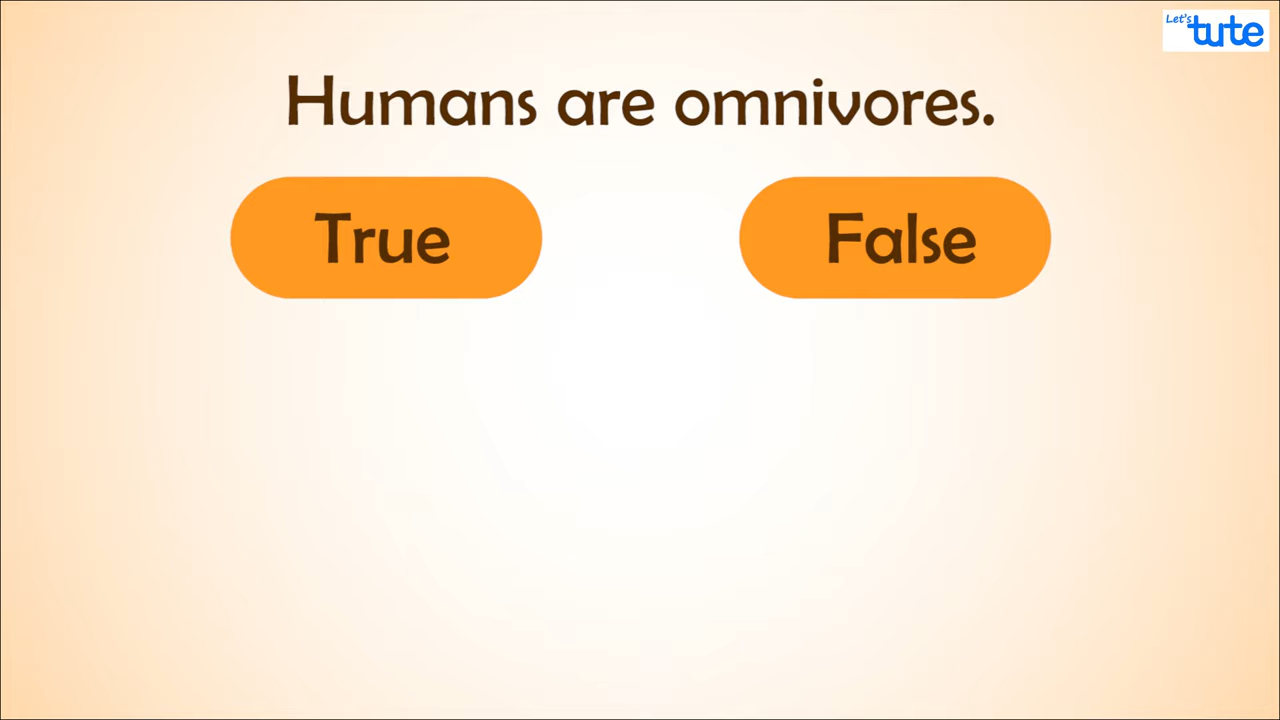 Let's
tute
Humans are omnivores.
True
False